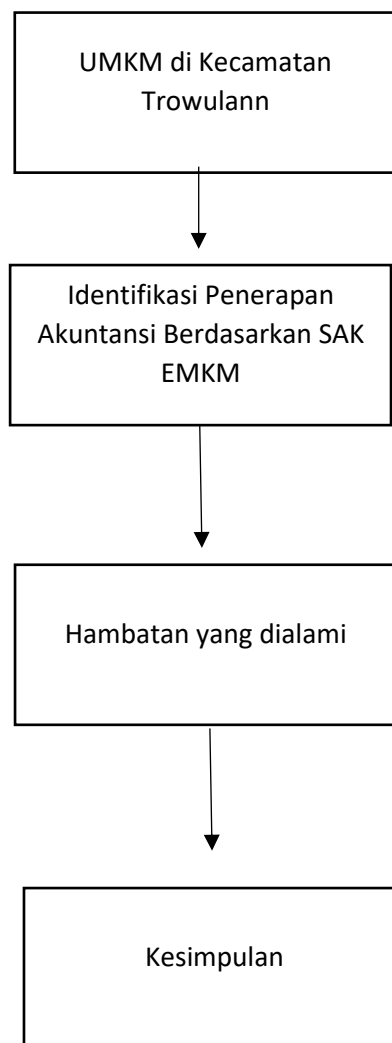 UMKM di Kecamatan
Trowulann
Identifikasi Penerapan
Akuntansi Berdasarkan SAK
EMKM
Hambatan yang dialami
Kesimpulan